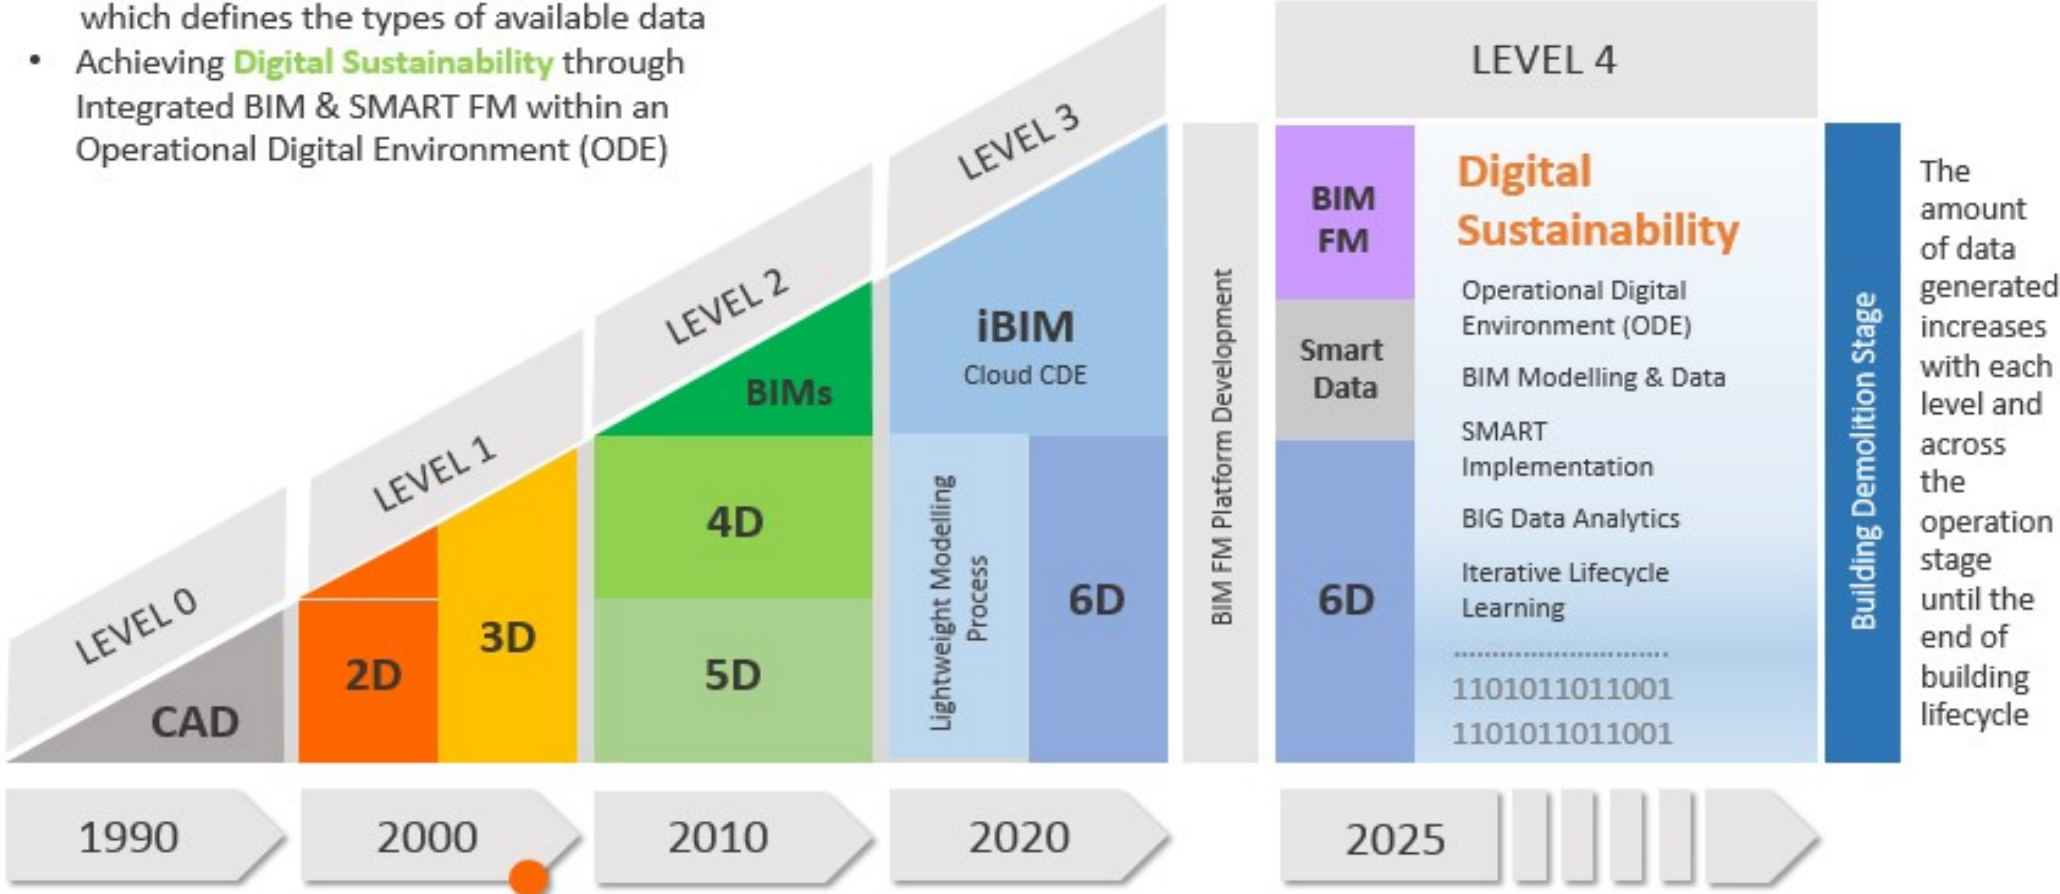 which defines the types of available data
• Achieving Digital Sustainability through
Integrated BIM & SMART FM within an
Operational Digital Environment (ODE)
LEVEL 0
LEVEL 1
LEVEL 2
LEVEL 3
LEVEL 4
CAD
2D
3D
BIMs
4D
5D
iBIM
Cloud CDE
Lightweight Modelling
Process
6D
BIM FM Platform Development
BIM
FM
Smart
Data
6D
Digital
Sustainability
Operational Digital
Environment (ODE)
BIM Modelling & Data
SMART
Implementation
BIG Data Analytics
Iterative Lifecycle
Learning
............................
1101011011001
1101011011001
Building Demolition Stage
The
amount
of data
generated
increases
with each
level and
across
the
operation
stage
until the
end of
building
lifecycle
1990
2000
2010
2020
2025